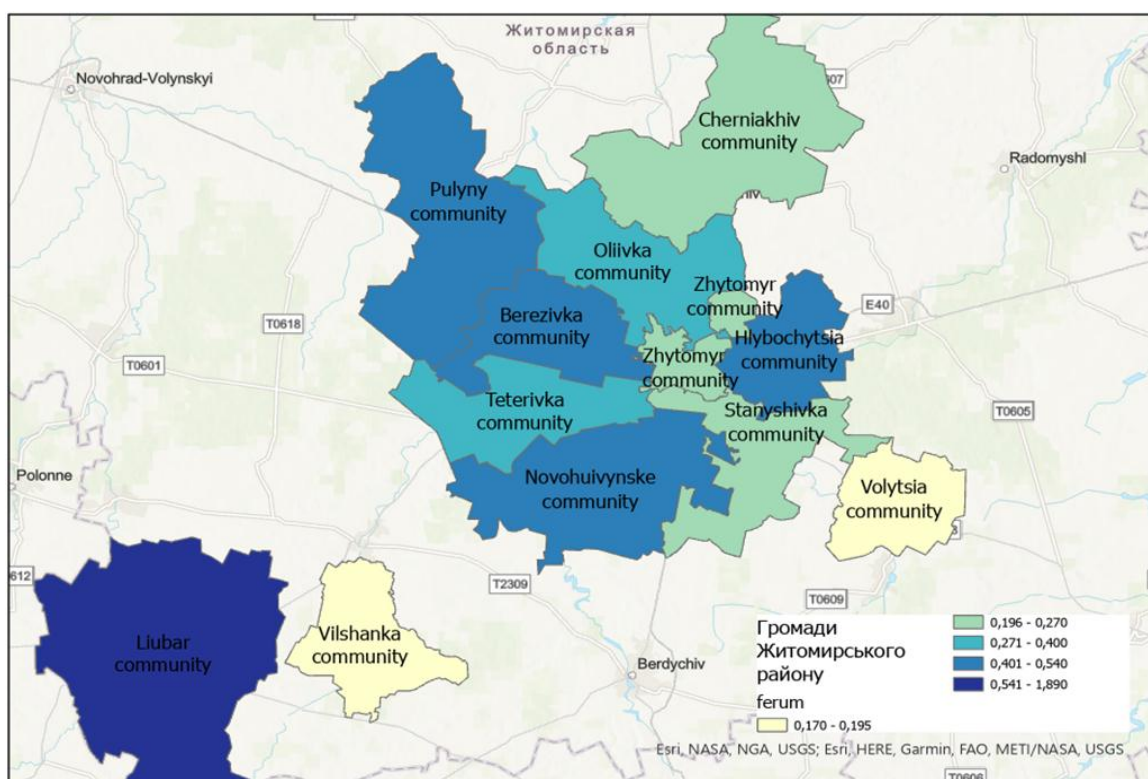 Житомирская
область
Novohrad-Volynskyi
Cherniakhiv
community
Radomyshl
Pulyny
community
Oliivka
community
Zhytomyr
community
E40
T0618
Berezivka
community
Hlybochytsia
community
Zhytomyr
community
T0601
Teterivka
community
Stanyshivka
community
T0605
Polonne
Novohuivynske
community
Volytsia
community
T2309
T0609
Liubar
community
Vilshanka
community
Berdychiv
Громади
Житомирського
району
ferum
0,170 - 0,195
0,196 - 0,270
0,271 - 0,400
0,401 - 0,540
0,541 - 1,890
Esri, NASA, NGA, USGS; Esri, HERE, Garmin, FAO, METI/NASA, USGS